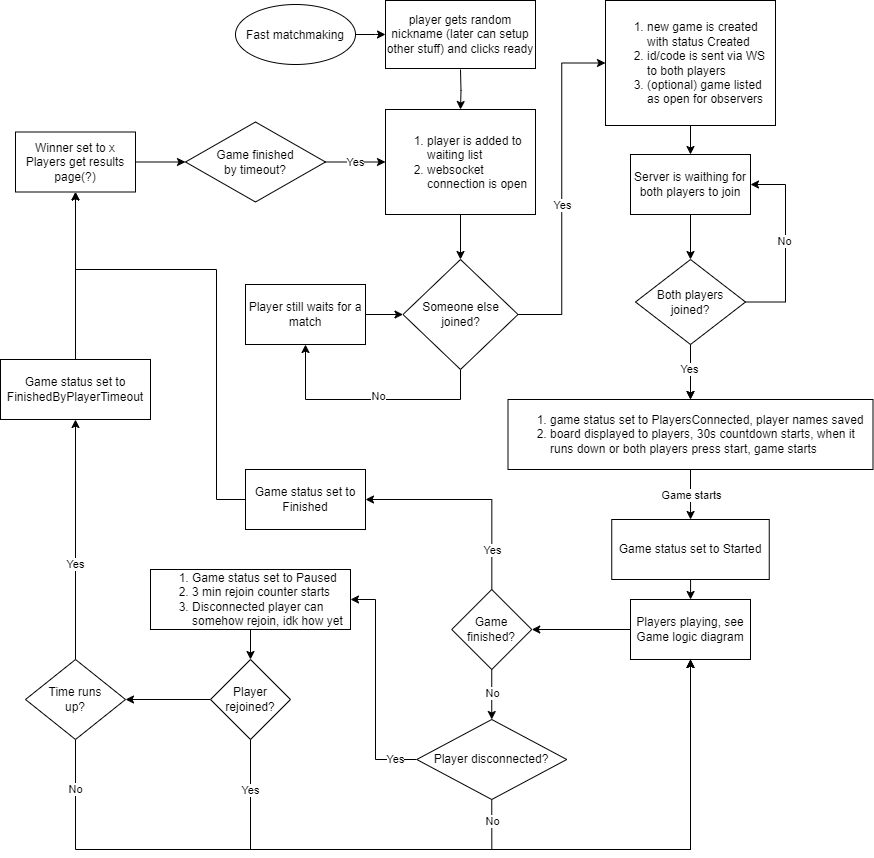 Fast matchmaking
player gets random
nickname (later can setup
other stuff) and clicks ready
1. new game is created
with status Created
2. id/code is sent via WS
to both players
3. (optional) game listed
as open for observers
Winner set to x
Players get results
page(?)
Game finished
by timeout?
Yes
1. player is added to
waiting list
2. websocket
connection is open
Yes
Server is waithing for
both players to join
No
Player still waits for a
match
Someone else
joined?
No
Both players
joined?
Yes
Game status set to
FinishedByPlayerTimeout
1. game status set to PlayersConnected, player names saved
2. board displayed to players, 30s countdown starts, when it
runs down or both players press start, game starts
Game starts
Game status set to
Finished
Game status set to Started
Yes
Yes
1. Game status set to Paused
2. 3 min rejoin counter starts
3. Disconnected player can
somehow rejoin, idk how yet
Game
finished?
Players playing, see
Game logic diagram
No
Time runs
up?
Player
rejoined?
Player disconnected?
Yes
No
Yes
No